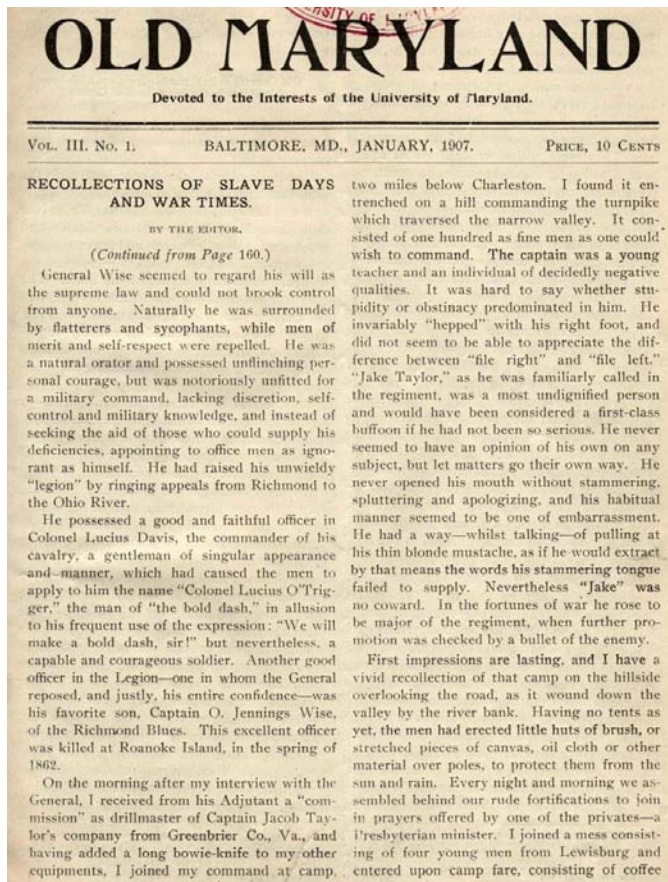 UNIVERSITY OF
OLD MARYLAND
Devoted to the Interests of the University of Maryland.
VOL. III. No. 1.
BALTIMORE, MD., JANUARY, 1907.
PRICE, 10 CENTS
RECOLLECTIONS OF SLAVE DAYS
AND WAR TIMES.
BY THE EDITOR.
(Continued from Page 160.)
General Wise seemed to regard his will as
the supreme law and could not brook control
from anyone. Naturally he was surrounded
by flatterers and sycophants, while men of
merit and self-respect were repelled. He was
a natural orator and possessed unflinching per-
sonal courage, but was notoriously unfitted for
a military command, lacking discretion, self-
control and military knowledge, and instead of
seeking the aid of those who could supply his
deficiencies, appointing to office men as igno-
rant as himself. He had raised his unwieldy
"legion" by ringing appeals from Richmond to
the Ohio River.
He possessed a good and faithful officer in
Colonel Lucius Davis, the commander of his
cavalry, a gentleman of singular appearance
and manner, which had caused the men to
apply to him the name "Colonel Lucius O'Trig-
ger," the man of "the bold dash," in allusion
to his frequent use of the expression: "We will
make a bold dash, sir!" but nevertheless, a
capable and courageous soldier. Another good
officer in the Legion—one in whom the General
reposed, and justly, his entire confidence—was
his favorite son, Captain O. Jennings Wise,
of the Richmond Blues. This excellent officer
was killed at Roanoke Island, in the spring of
1862.
On the morning after my interview with the
General, I received from his Adjutant a "com-
mission" as drillmaster of Captain Jacob Tay-
lor's company from Greenbrier Co., Va., and
having added a long bowie-knife to my other
equipments, I joined my command at camp,
two miles below Charleston. I found it en-
trenched on a hill commanding the turnpike
which traversed the narrow valley. It con-
sisted of one hundred as fine men as one could
wish to command. The captain was a young
teacher and an individual of decidedly negative
qualities. It was hard to say whether stu-
pidity or obstinacy predominated in him. He
invariably "hepped" with his right foot, and
did not seem to be able to appreciate the dif-
ference between "file right" and "file left."
"Jake Taylor," as he was familiarly called in
the regiment, was a most undignified person
and would have been considered a first-class
buffoon if he had not been so serious. He never
seemed to have an opinion of his own on any
subject, but let matters go their own way. He
never opened his mouth without stammering,
spluttering and apologizing, and his habitual
manner seemed to be one of embarrassment.
He had a way—whilst talking—of pulling at
his thin blonde mustache, as if he would extract
by that means the words his stammering tongue
failed to supply. Nevertheless "Jake" was
no coward. In the fortunes of war he rose to
be major of the regiment, when further pro-
motion was checked by a bullet of the enemy.
First impressions are lasting, and I have a
vivid recollection of that camp on the hillside
overlooking the road, as it wound down the
valley by the river bank. Having no tents as
yet, the men had erected little huts of brush, or
stretched pieces of canvas, oil cloth or other
material over poles, to protect them from the
sun and rain. Every night and morning we as-
sembled behind our rude fortifications to join
in prayers offered by one of the privates—a
Presbyterian minister. I joined a mess consist-
ing of four young men from Lewisburg and
entered upon camp fare, consisting of coffee